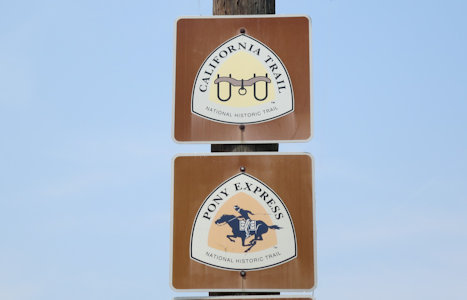 CALIFORNIA TRAIL
NATIONAL HISTORIC TRAIL
PONY EXPRESS
NATIONAL HISTORIC TRAIL